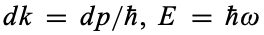 dk = dp/ħ, E = ħω